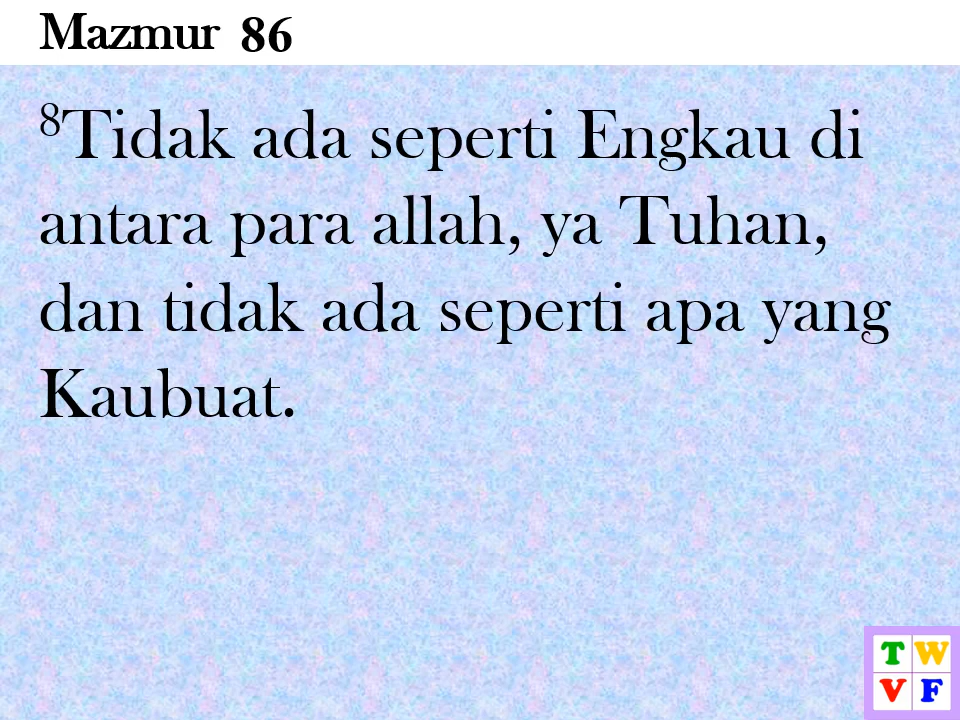 Mazmur 86
8Tidak ada seperti Engkau di
antara para allah, ya Tuhan,
dan tidak ada seperti apa yang
Kaubuat.
T W
V F